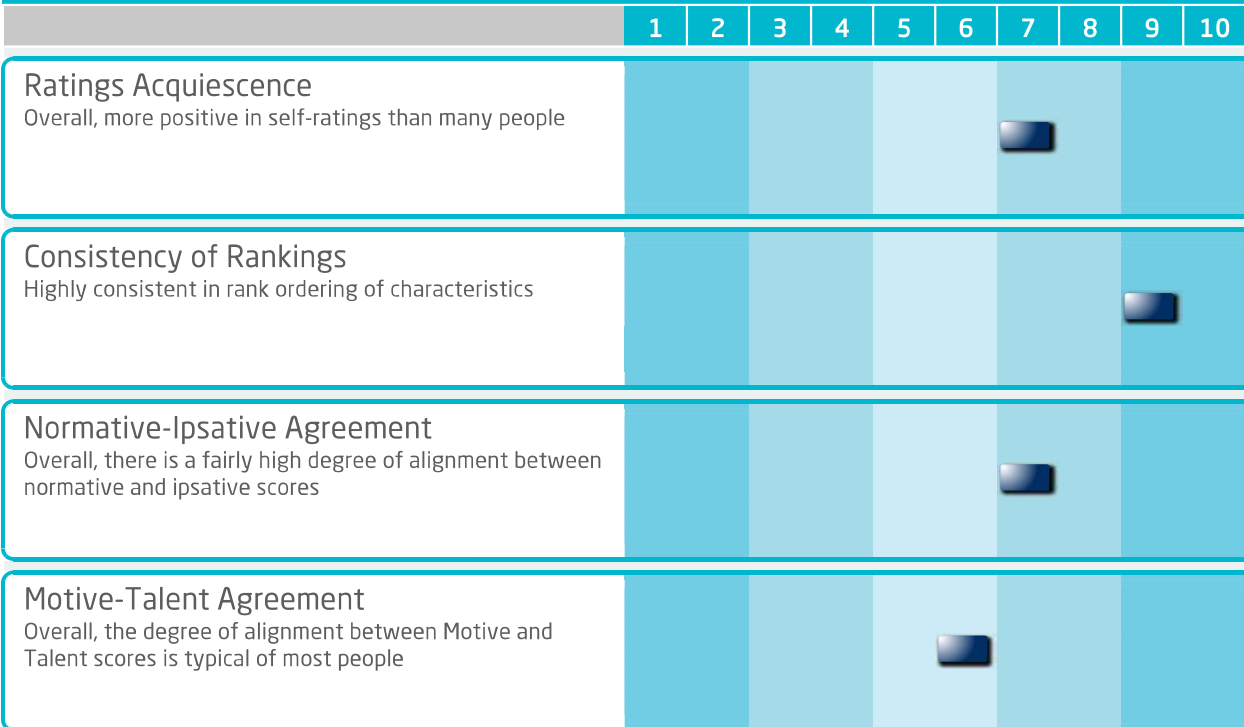 1 2 3 4 5 6 7 8 9 10
Ratings Acquiescence
Overall, more positive in self-ratings than many people
Consistency of Rankings
Highly consistent in rank ordering of characteristics
Normative-Ipsative Agreement
Overall, there is a fairly high degree of alignment between
normative and ipsative scores
Motive-Talent Agreement
Overall, the degree of alignment between Motive and
Talent scores is typical of most people